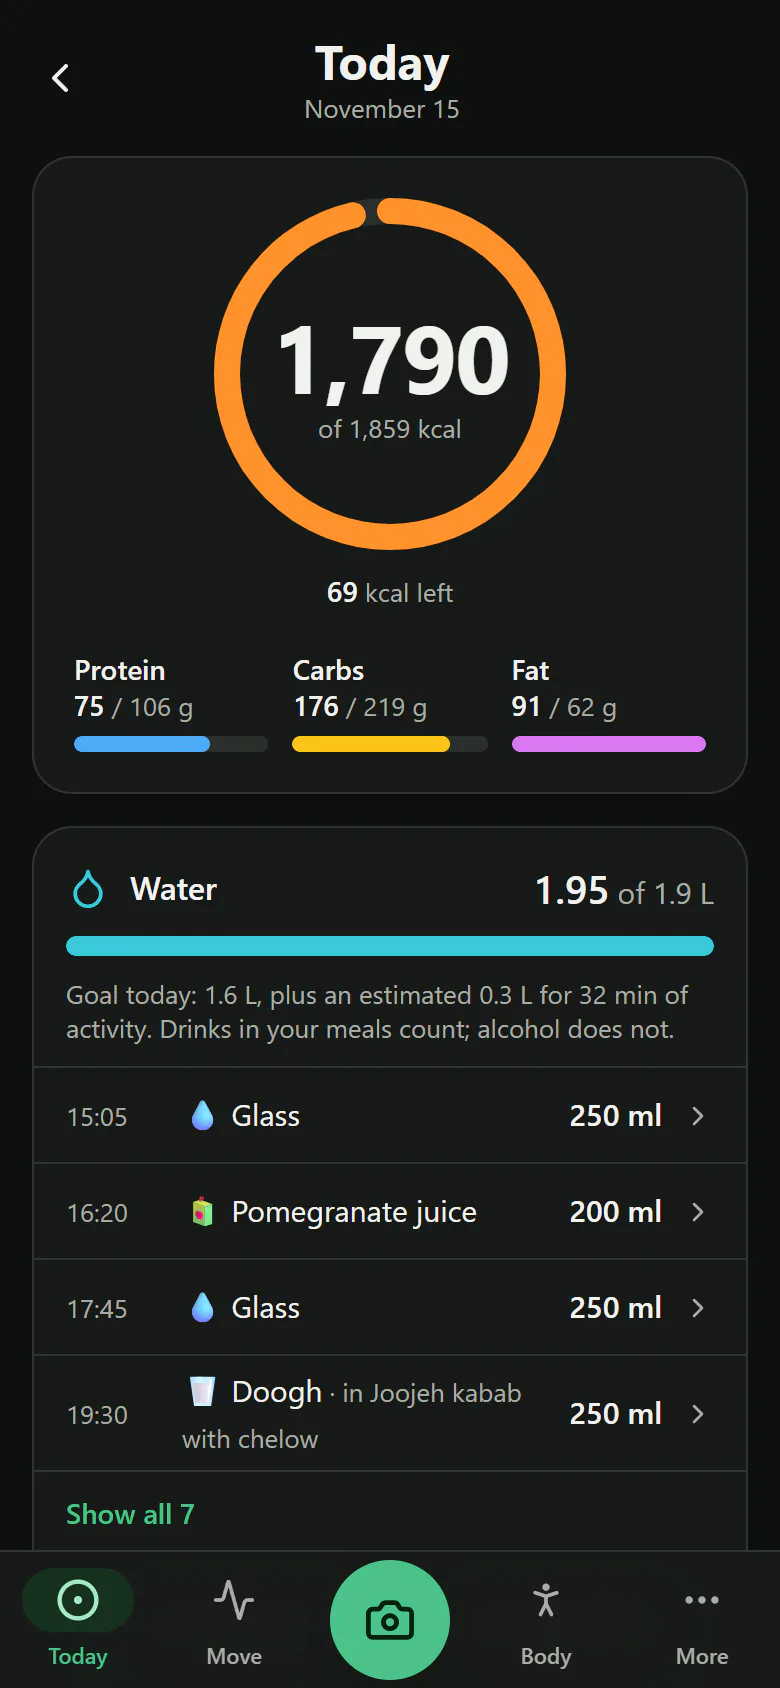 Today
November 15
1,790
of 1,859 kcal
69 kcal left
Protein
75 / 106 g
Carbs
176 / 219 g
Fat
91 / 62 g
Water
1.95 of 1.9 L
Goal today: 1.6 L, plus an estimated 0.3 L for 32 min of
activity. Drinks in your meals count; alcohol does not.
15:05 Glass 250 ml
16:20 Pomegranate juice 200 ml
17:45 Glass 250 ml
19:30 Doogh · in Joojeh kabab
with chelow 250 ml
Show all 7
Today
Move
Body
More